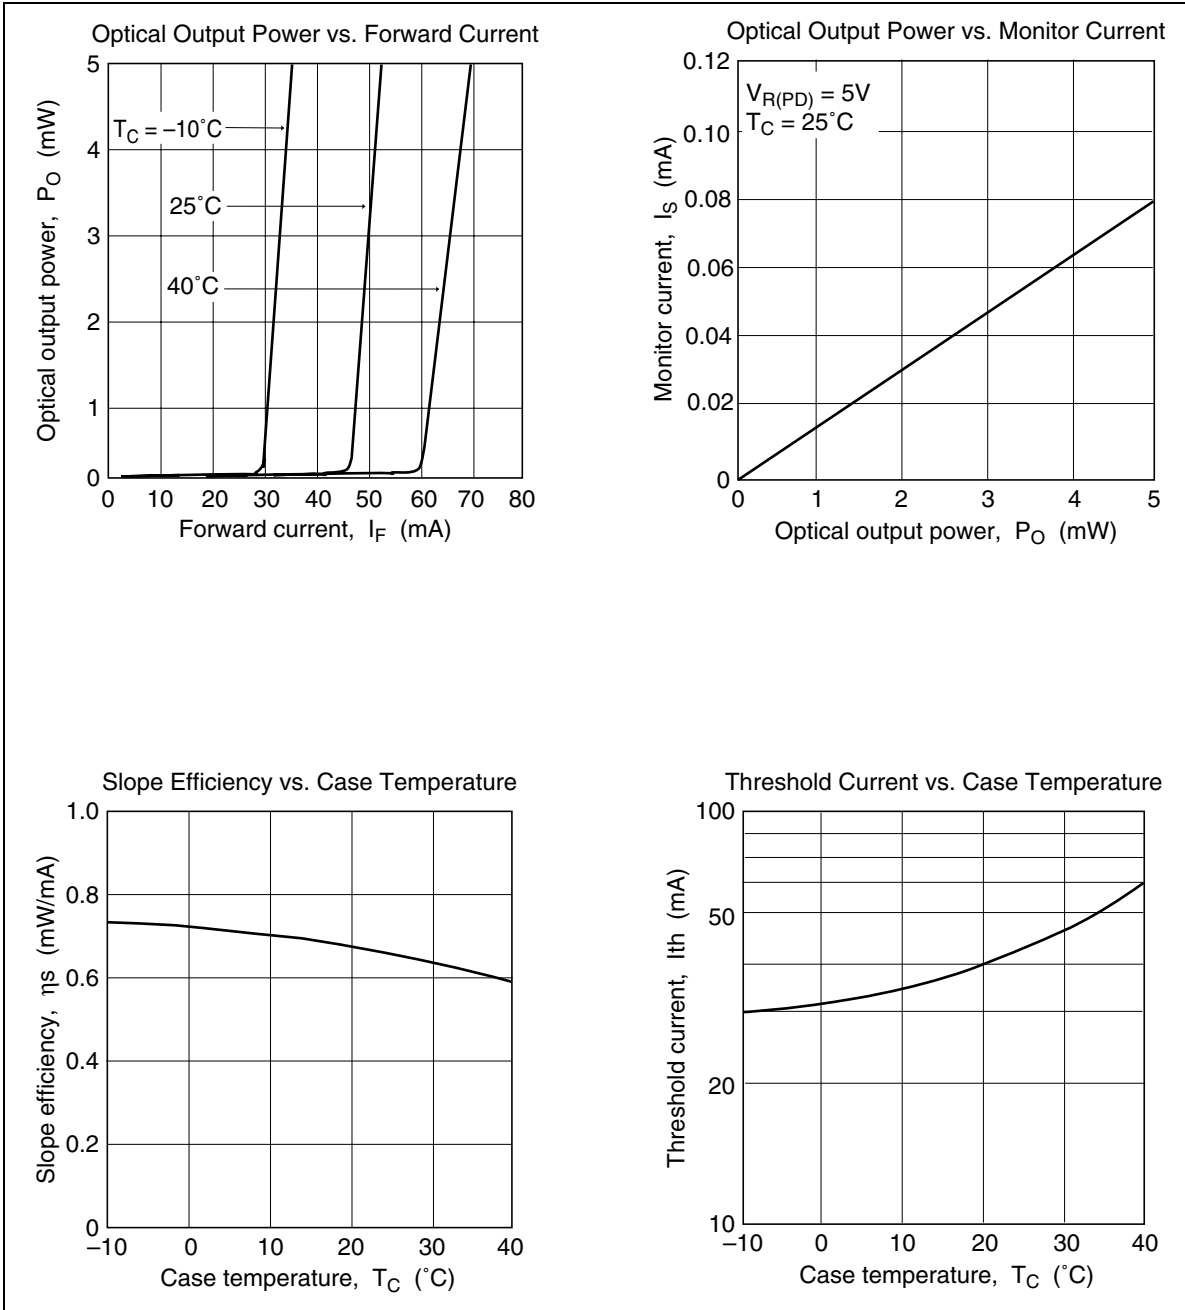 Optical Output Power vs. Forward Current
5
4
3
2
1
0
Optical output power, PO (mW)
TC = –10°C
25°C
40°C
0 10 20 30 40 50 60 70 80
Forward current, IF (mA)
Optical Output Power vs. Monitor Current
0.12
0.10
0.08
0.06
0.04
0.02
0
Monitor current, IS (mA)
VR(PD) = 5V
TC = 25°C
0 1 2 3 4 5
Optical output power, PO (mW)
Slope Efficiency vs. Case Temperature
1.0
0.8
0.6
0.4
0.2
0
Slope efficiency, ηs (mW/mA)
–10 0 10 20 30 40
Case temperature, TC (°C)
Threshold Current vs. Case Temperature
100
50
20
10
Threshold current, Ith (mA)
–10 0 10 20 30 40
Case temperature, TC (°C)